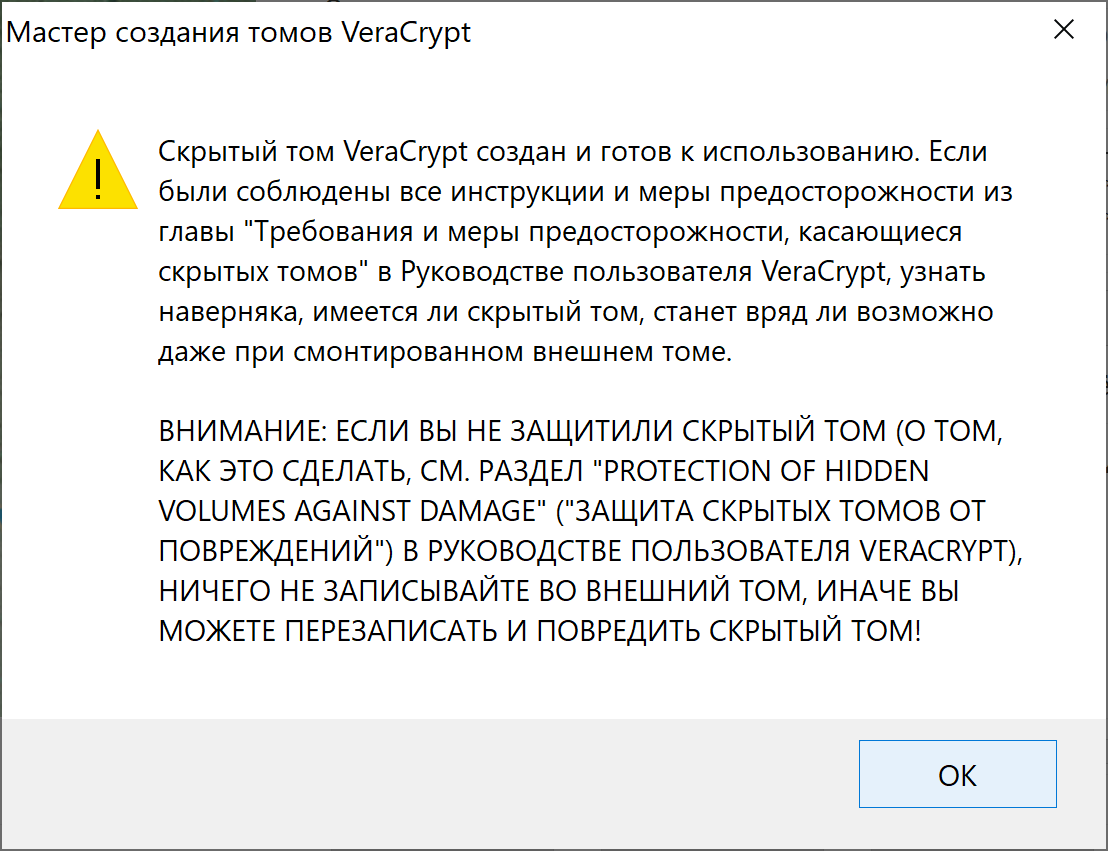 Мастер создания томов VeraCrypt
Скрытый том VeraCrypt создан и готов к использованию. Если
были соблюдены все инструкции и меры предосторожности из
главы "Требования и меры предосторожности, касающиеся
скрытых томов" в Руководстве пользователя VeraCrypt, узнать
наверняка, имеется ли скрытый том, станет вряд ли возможно
даже при смонтированном внешнем томе.
ВНИМАНИЕ: ЕСЛИ ВЫ НЕ ЗАЩИТИЛИ СКРЫТЫЙ ТОМ (О ТОМ,
КАК ЭТО СДЕЛАТЬ, СМ. РАЗДЕЛ "PROTECTION OF HIDDEN
VOLUMES AGAINST DAMAGE" ("ЗАЩИТА СКРЫТЫХ ТОМОВ ОТ
ПОВРЕЖДЕНИЙ") В РУКОВОДСТВЕ ПОЛЬЗОВАТЕЛЯ VERACRYPT),
НИЧЕГО НЕ ЗАПИСЫВАЙТЕ ВО ВНЕШНИЙ ТОМ, ИНАЧЕ ВЫ
МОЖЕТЕ ПЕРЕЗАПИСАТЬ И ПОВРЕДИТЬ СКРЫТЫЙ ТОМ!
ОК